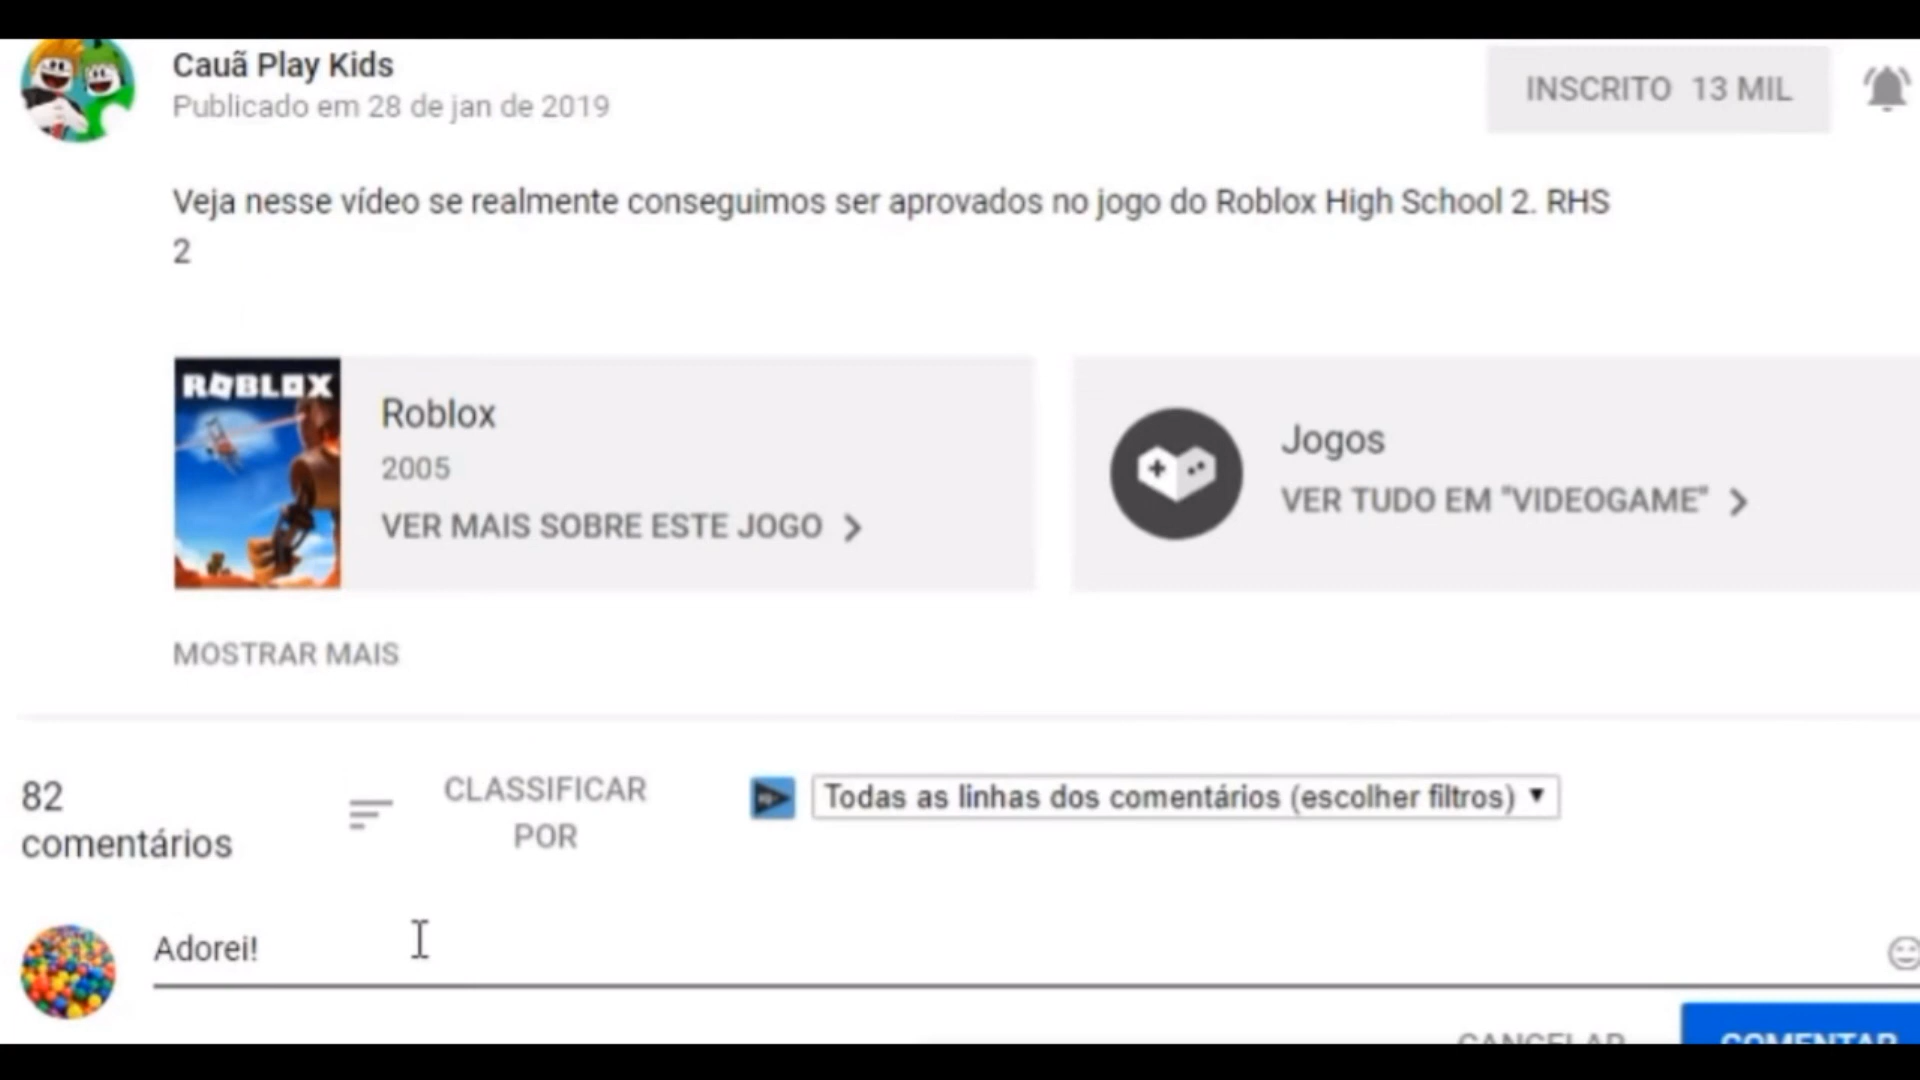 Cauã Play Kids
Publicado em 28 de jan de 2019
INSCRITO 13 MIL
Veja nesse vídeo se realmente conseguimos ser aprovados no jogo do Roblox High School 2. RHS
2
ROBLOX
Roblox
2005
VER MAIS SOBRE ESTE JOGO
Jogos
VER TUDO EM "VIDEOGAME"
MOSTRAR MAIS
82
comentários
CLASSIFICAR
POR
Todas as linhas dos comentários (escolher filtros)
Adorei!
CANCELAR
COMENTAR